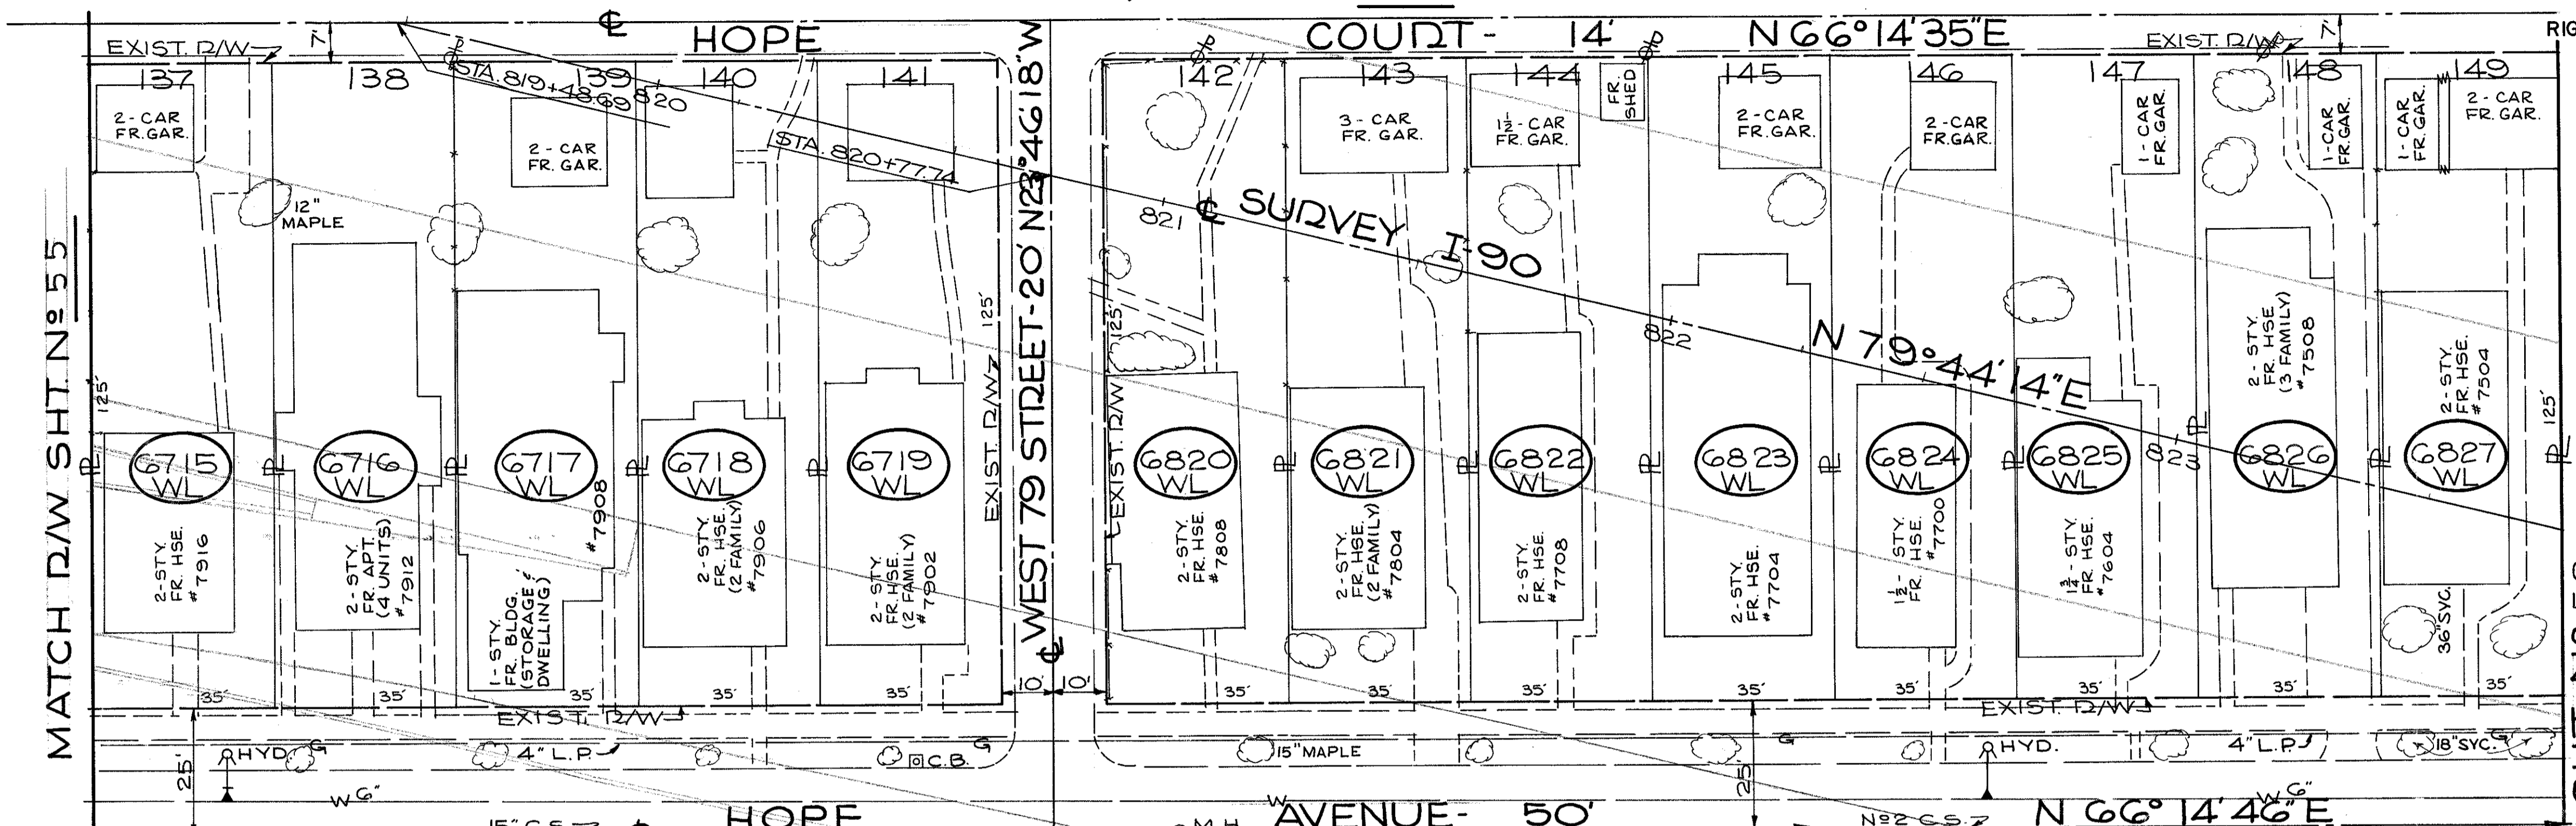 HOPE COURT- 14' N66°14'35"E
EXIST. R/W
7'
EXIST. R/W
7'
RIG
137
138
139
140
141
142
143
144
145
146
147
148
149
STA. 819+48.69
820
STA. 820+77.74
821
℄ SURVEY I-90
822
N 79°44'14"E
823
2-CAR
FR.GAR.
2-CAR
FR. GAR.
3-CAR
FR. GAR.
1½-CAR
FR. GAR.
FR.
SHED
2-CAR
FR.GAR.
2-CAR
FR.GAR.
1-CAR
FR.GAR.
1-CAR
FR.GAR.
1-CAR
FR.GAR.
2-CAR
FR. GAR.
12"
MAPLE
MATCH R/W SHT. Nº 55
125'
125'
125'
125'
EXIST. R/W
℄ WEST 79 STREET-20' N23°46'18"W
EXIST. R/W
6715
WL
6716
WL
6717
WL
6718
WL
6719
WL
6820
WL
6821
WL
6822
WL
6823
WL
6824
WL
6825
WL
6826
WL
6827
WL
2-STY.
FR. HSE.
#7916
2-STY.
FR. APT.
(4 UNITS)
#7912
1-STY.
FR. BLDG.
(STORAGE &
DWELLING)
#7908
2-STY.
FR. HSE.
(2 FAMILY)
#7906
2-STY.
FR. HSE.
(2 FAMILY)
#7902
2-STY.
FR. HSE.
#7808
2-STY.
FR. HSE.
(2 FAMILY)
#7804
2-STY.
FR. HSE.
#7708
2-STY.
FR. HSE.
#7704
1½-STY.
FR. HSE.
#7700
1¾-STY.
FR. HSE.
#7604
2-STY.
FR. HSE
(3 FAMILY)
#7508
2-STY.
FR. HSE.
#7504
36"SYC.
35'
35'
35'
35'
35'
10'
10'
35'
35'
35'
35'
35'
35'
35'
35'
EXIST. R/W
EXIST. R/W
25'
HYD.
G
4" L.P.
C.B.
G
15" MAPLE
25'
G
HYD.
4" L.P.
18"SYC.
G
W 6"
W
W 6"
HOPE AVENUE- 50' N 66° 14' 46"E
15" C.S.
M.H.
Nº2 C.S.